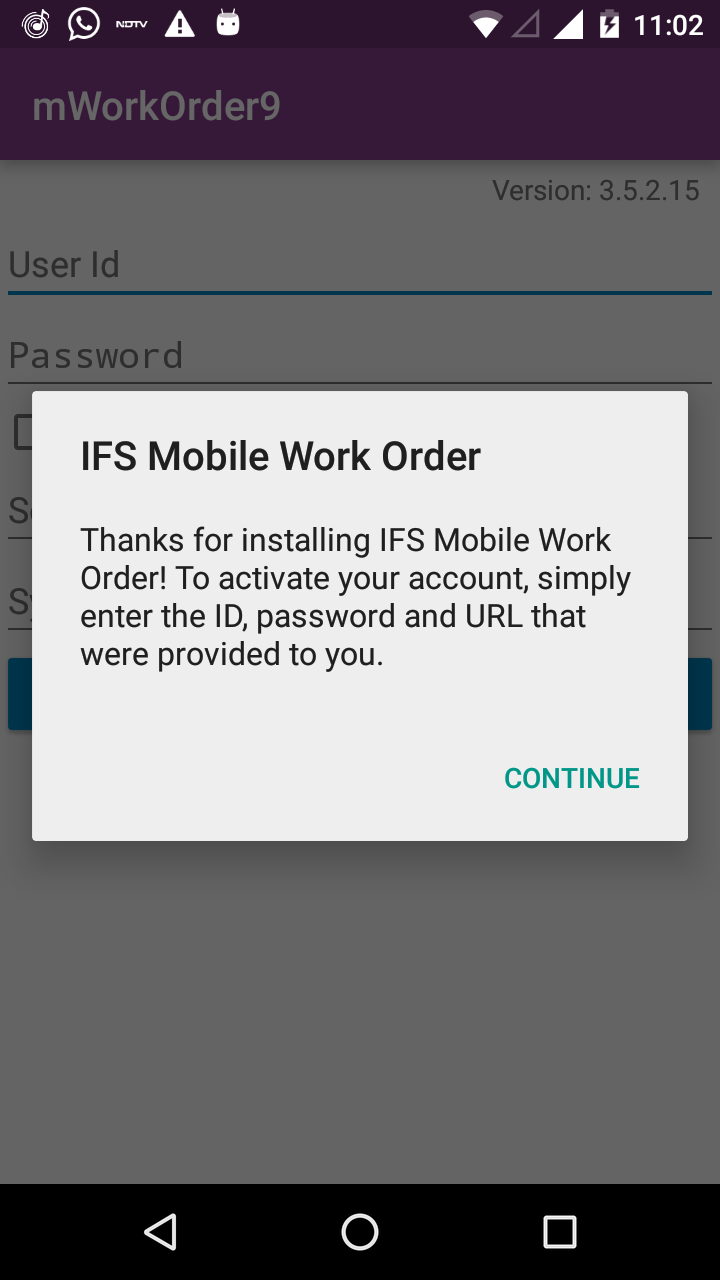 NDTV
11:02
mWorkOrder9
Version: 3.5.2.15
User Id
Password
IFS Mobile Work Order
Thanks for installing IFS Mobile Work
Order! To activate your account, simply
enter the ID, password and URL that
were provided to you.
CONTINUE